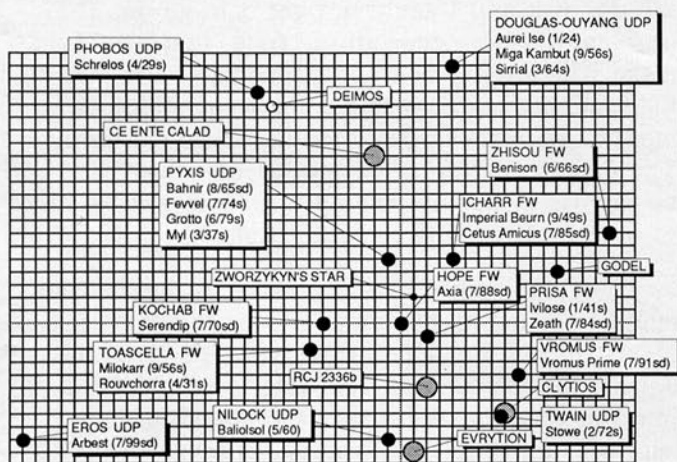 DOUGLAS-OUYANG UDP
Aurei Ise (1/24)
Miga Kambut (9/56s)
Sirrial (3/64s)
PHOBOS UDP
Schrelos (4/29s)
DEIMOS
CE ENTE CALAD
ZHISOU FW
Benison (6/66sd)
PYXIS UDP
Bahnir (8/65sd)
Fevvel (7/74s)
Grotto (6/79s)
Myl (3/37s)
ICHARR FW
Imperial Beurn (9/49s)
Cetus Amicus (7/85sd)
GODEL
ZWORZYKYN'S STAR
HOPE FW
Axia (7/88sd)
PRISA FW
Ivilose (1/41s)
Zeath (7/84sd)
KOCHAB FW
Serendip (7/70sd)
TOASCELLA FW
Milokarr (9/56s)
Rouvchorra (4/31s)
VROMUS FW
Vromus Prime (7/91sd)
RCJ 2336b
CLYTIOS
TWAIN UDP
Stowe (2/72s)
NILOCK UDP
Baliolsol (5/60)
EROS UDP
Arbest (7/99sd)
EVRYTION